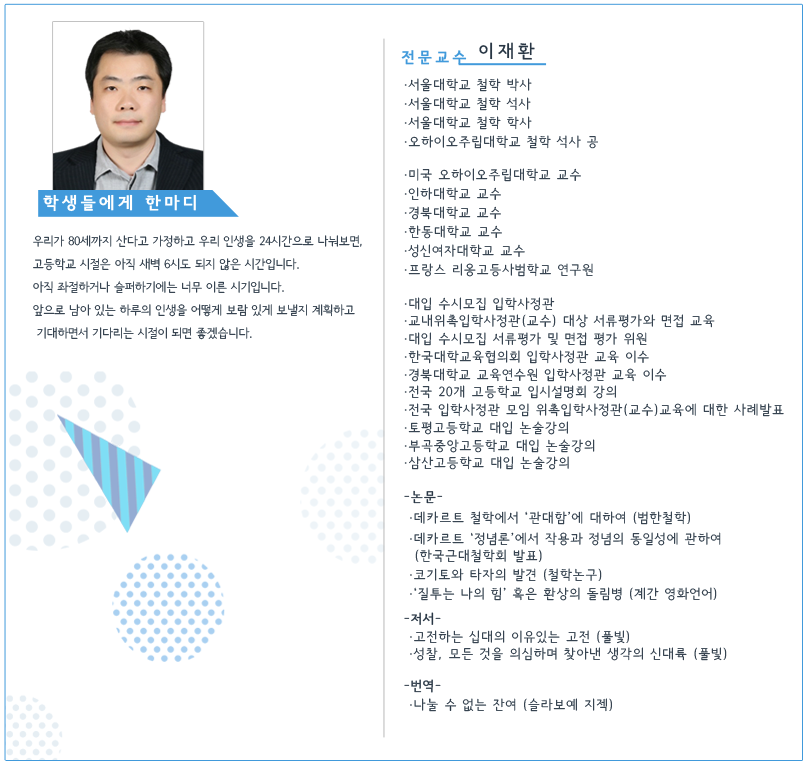 학생들에게 한마디
우리가 80세까지 산다고 가정하고 우리 인생을 24시간으로 나눠보면,
고등학교 시절은 아직 새벽 6시도 되지 않은 시간입니다.
아직 좌절하거나 슬퍼하기에는 너무 이른 시기입니다.
앞으로 남아 있는 하루의 인생을 어떻게 보람 있게 보낼지 계획하고
기대하면서 기다리는 시절이 되면 좋겠습니다.
전문교수 이재환
·서울대학교 철학 박사
·서울대학교 철학 석사
·서울대학교 철학 학사
·오하이오주립대학교 철학 석사 공
·미국 오하이오주립대학교 교수
·인하대학교 교수
·경북대학교 교수
·한동대학교 교수
·성신여자대학교 교수
·프랑스 리옹고등사범학교 연구원
·대입 수시모집 입학사정관
·교내위촉입학사정관(교수) 대상 서류평가와 면접 교육
·대입 수시모집 서류평가 및 면접 평가 위원
·한국대학교육협의회 입학사정관 교육 이수
·경북대학교 교육연수원 입학사정관 교육 이수
·전국 20개 고등학교 입시설명회 강의
·전국 입학사정관 모임 위촉입학사정관(교수)교육에 대한 사례발표
·토평고등학교 대입 논술강의
·부곡중앙고등학교 대입 논술강의
·삼산고등학교 대입 논술강의
-논문-
·데카르트 철학에서 ‘관대함’에 대하여 (범한철학)
·데카르트 ‘정념론’에서 작용과 정념의 동일성에 관하여
(한국근대철학회 발표)
·코기토와 타자의 발견 (철학논구)
·‘질투는 나의 힘’ 혹은 환상의 돌림병 (계간 영화언어)
-저서-
·고전하는 십대의 이유있는 고전 (풀빛)
·성찰, 모든 것을 의심하며 찾아낸 생각의 신대륙 (풀빛)
-번역-
·나눌 수 없는 잔여 (슬라보예 지젝)